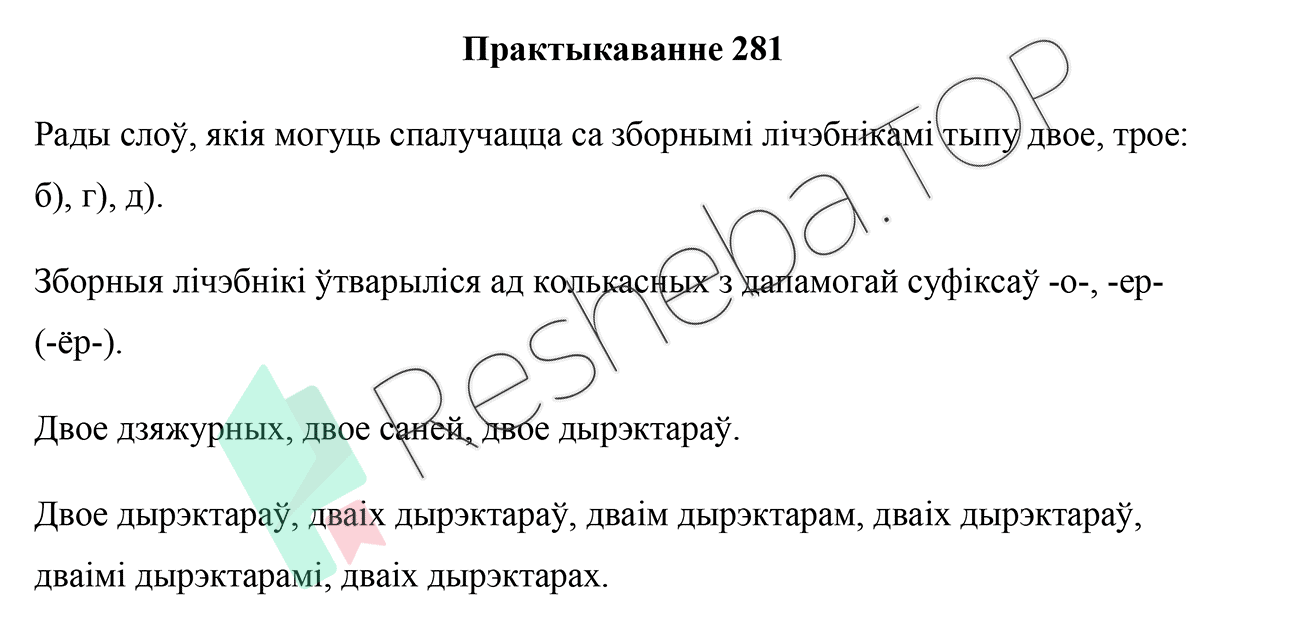 Практыкаванне 281
Рады слоў, якія могуць спалучацца са зборнымі лічэбнікамі тыпу двое, трое:
б), г), д).
Зборныя лічэбнікі ўтварыліся ад колькасных з дапамогай суфіксаў -о-, -ер-
(-ёр-).
Двое дзяжурных, двое саней, двое дырэктараў.
Двое дырэктараў, дваіх дырэктараў, дваім дырэктарам, дваіх дырэктараў,
дваімі дырэктарамі, дваіх дырэктарах.
Resheba.TOP